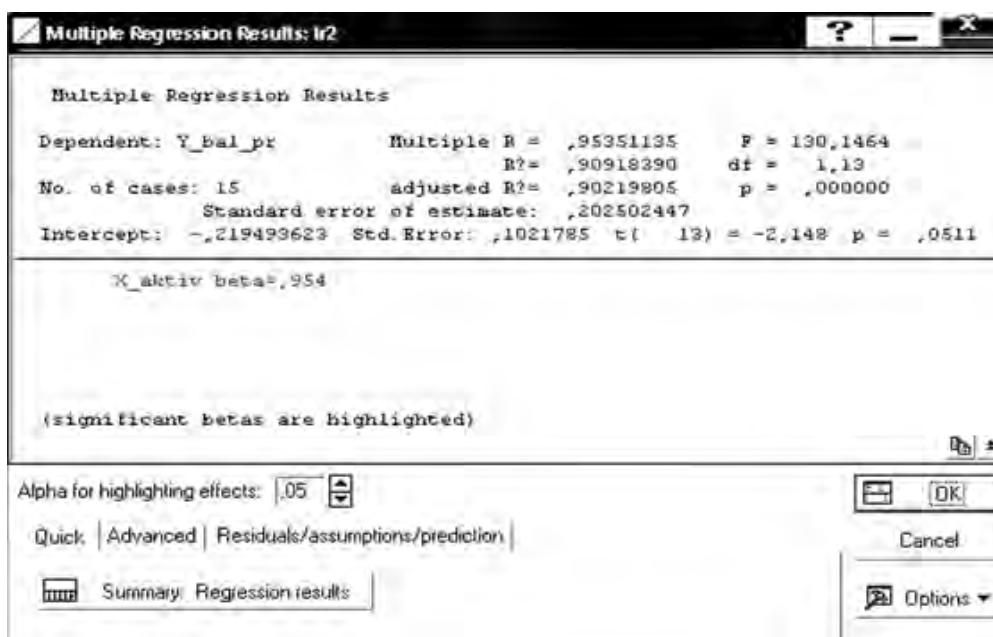 Multiple Regression Results: lr2
Multiple Regression Results
Dependent: Y_bal_pr Multiple R = ,95351135 F = 130,1464
R?= ,90918390 df = 1,13
No. of cases: 15 adjusted R?= ,90219805 p = ,000000
Standard error of estimate: ,202502447
Intercept: -,219493623 Std.Error: ,1021785 t( 13) = -2,148 p = ,0511
X_aktiv beta=,954
(significant betas are highlighted)
Alpha for highlighting effects: ,05
OK
Quick Advanced Residuals/assumptions/prediction
Cancel
Summary: Regression results
Options